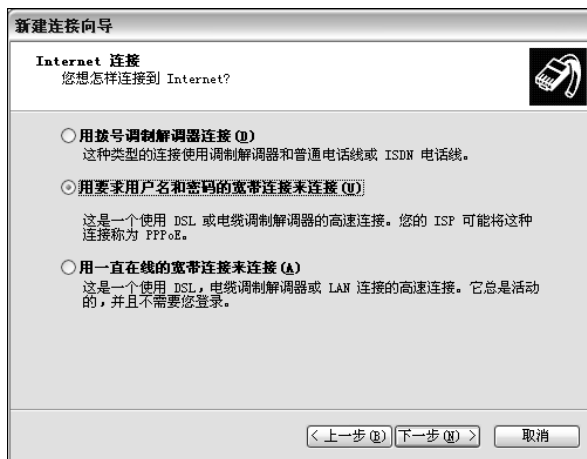 新建连接向导
Internet 连接
您想怎样连接到 Internet?
用拨号调制解调器连接(D)
这种类型的连接使用调制解调器和普通电话线或 ISDN 电话线。
用要求用户名和密码的宽带连接来连接(U)
这是一个使用 DSL 或电缆调制解调器的高速连接。您的 ISP 可能将这种
连接称为 PPPoE。
用一直在线的宽带连接来连接(A)
这是一个使用 DSL，电缆调制解调器或 LAN 连接的高速连接。它总是活动
的，并且不需要您登录。
< 上一步(B) 下一步(N) > 取消